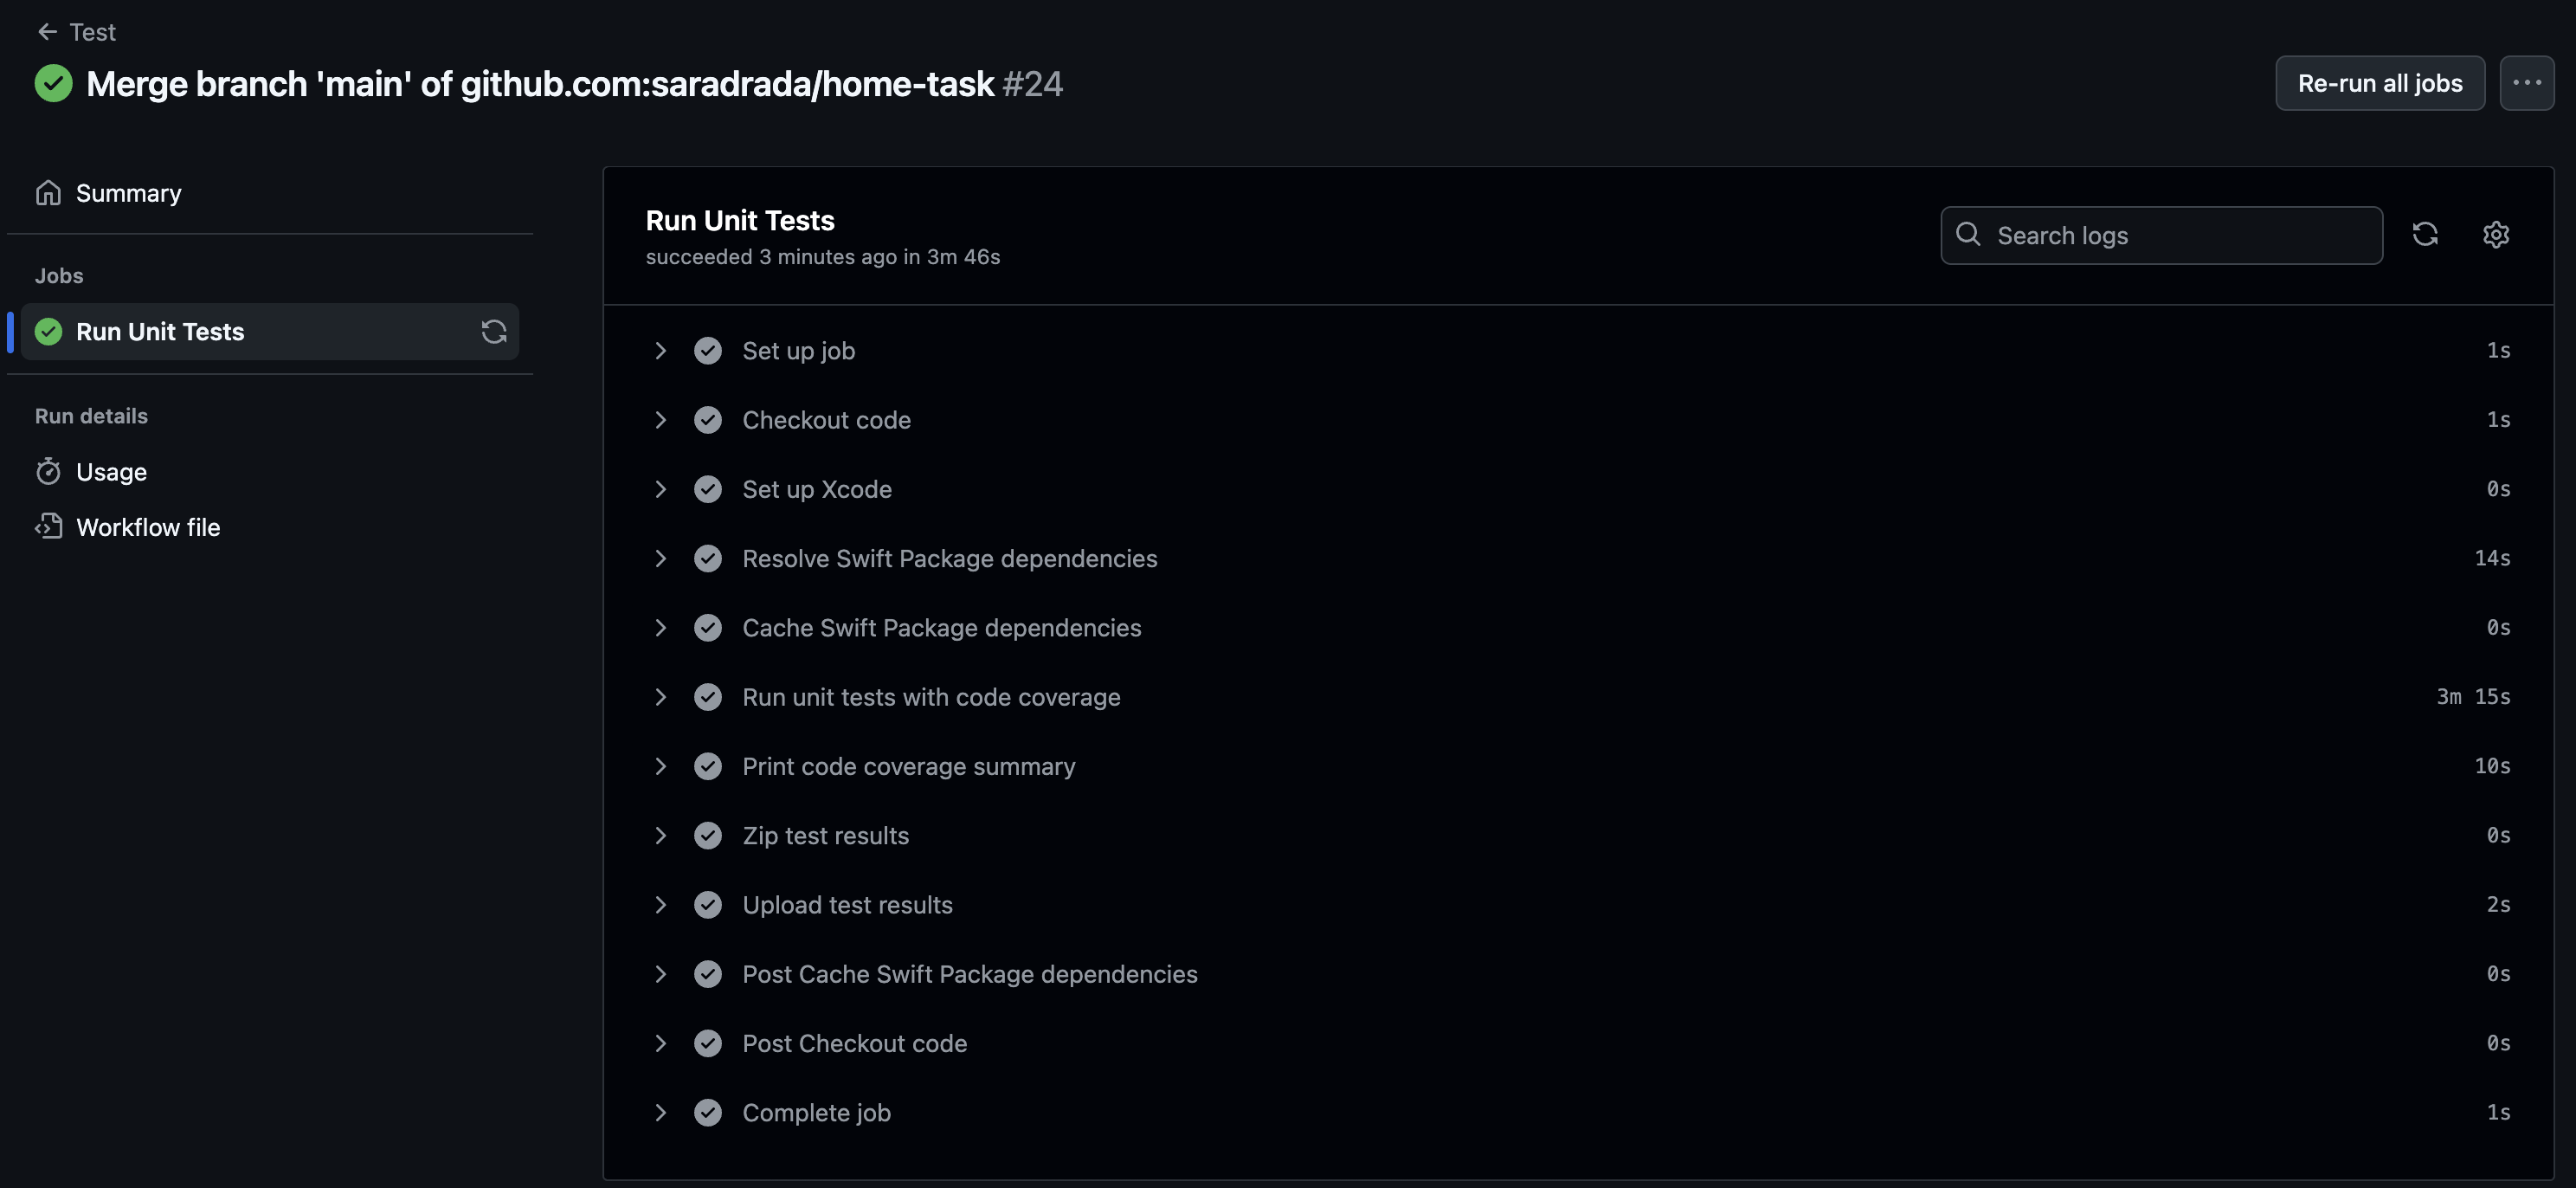 Test
Merge branch 'main' of github.com:saradrada/home-task #24
Re-run all jobs
Summary
Jobs
Run Unit Tests
Run details
Usage
Workflow file
Run Unit Tests
succeeded 3 minutes ago in 3m 46s
Search logs
Set up job 1s
Checkout code 1s
Set up Xcode 0s
Resolve Swift Package dependencies 14s
Cache Swift Package dependencies 0s
Run unit tests with code coverage 3m 15s
Print code coverage summary 10s
Zip test results 0s
Upload test results 2s
Post Cache Swift Package dependencies 0s
Post Checkout code 0s
Complete job 1s